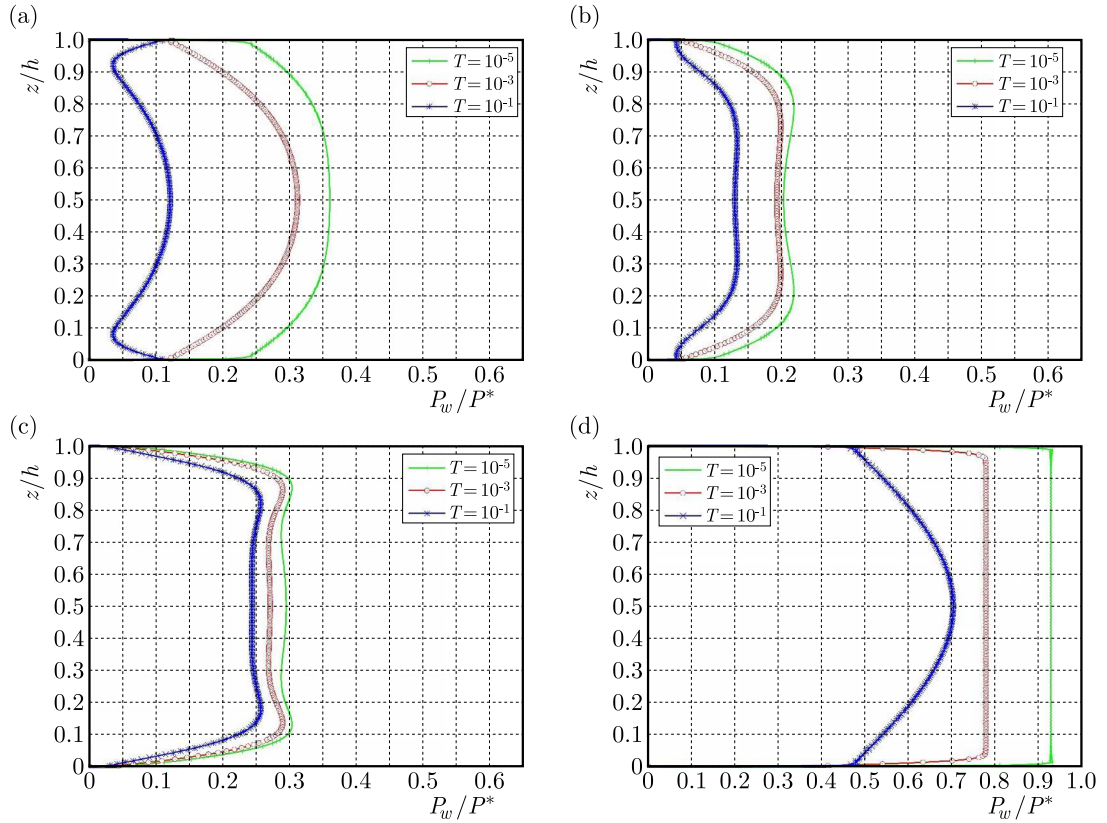 (a)
z/h
1.0
0.9
0.8
0.7
0.6
0.5
0.4
0.3
0.2
0.1
0
T = 10⁻⁵
T = 10⁻³
T = 10⁻¹
0 0.1 0.2 0.3 0.4 0.5 0.6
P_w/P*
(b)
z/h
1.0
0.9
0.8
0.7
0.6
0.5
0.4
0.3
0.2
0.1
0
T = 10⁻⁵
T = 10⁻³
T = 10⁻¹
0 0.1 0.2 0.3 0.4 0.5 0.6
P_w/P*
(c)
z/h
1.0
0.9
0.8
0.7
0.6
0.5
0.4
0.3
0.2
0.1
0
T = 10⁻⁵
T = 10⁻³
T = 10⁻¹
0 0.1 0.2 0.3 0.4 0.5 0.6
P_w/P*
(d)
z/h
1.0
0.9
0.8
0.7
0.6
0.5
0.4
0.3
0.2
0.1
0
T = 10⁻⁵
T = 10⁻³
T = 10⁻¹
0 0.1 0.2 0.3 0.4 0.5 0.6 0.7 0.8 0.9 1.0
P_w/P*